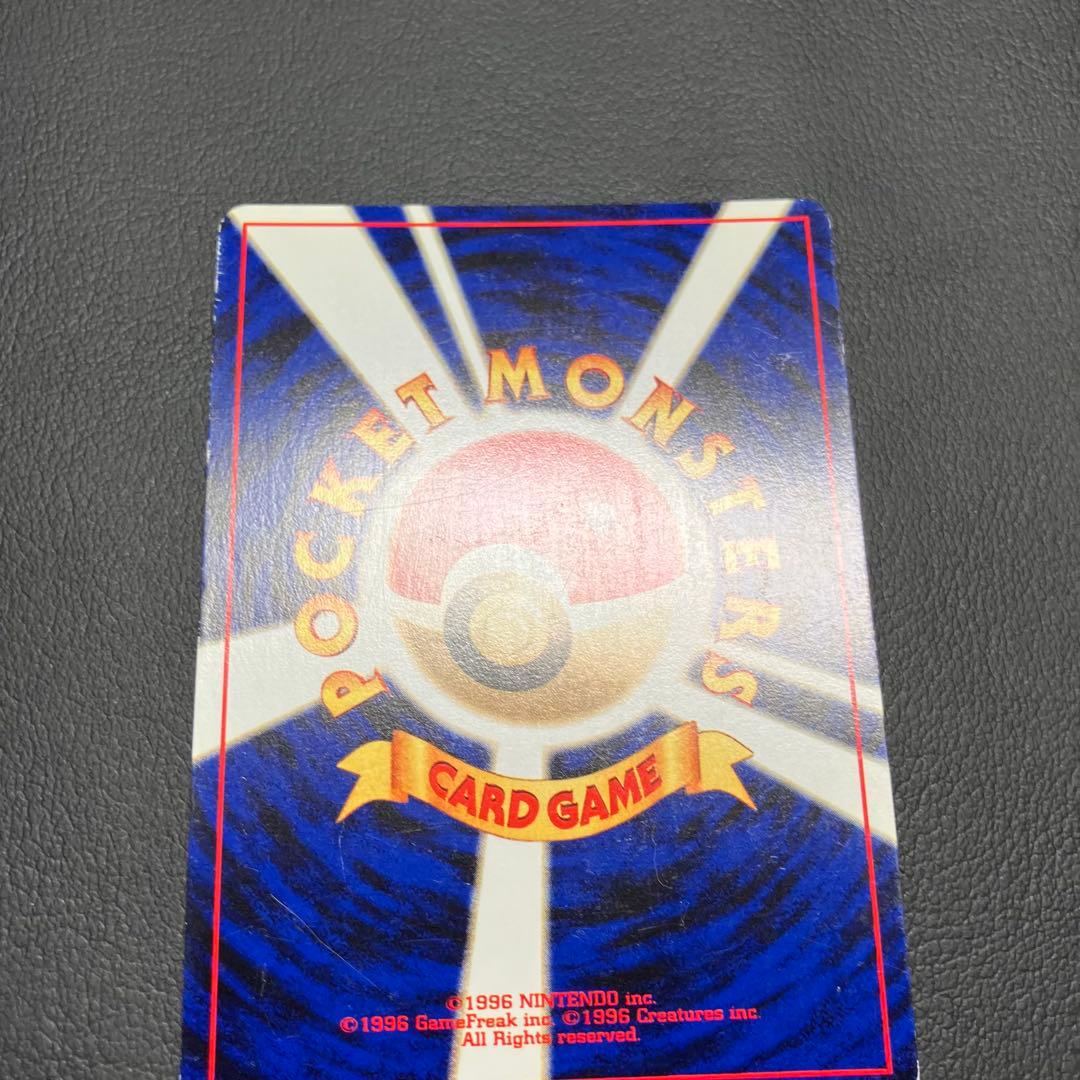 POCKET MONSTERS
CARD GAME
©1996 NINTENDO inc.
©1996 GameFreak inc. ©1996 Creatures inc.
All Rights reserved.